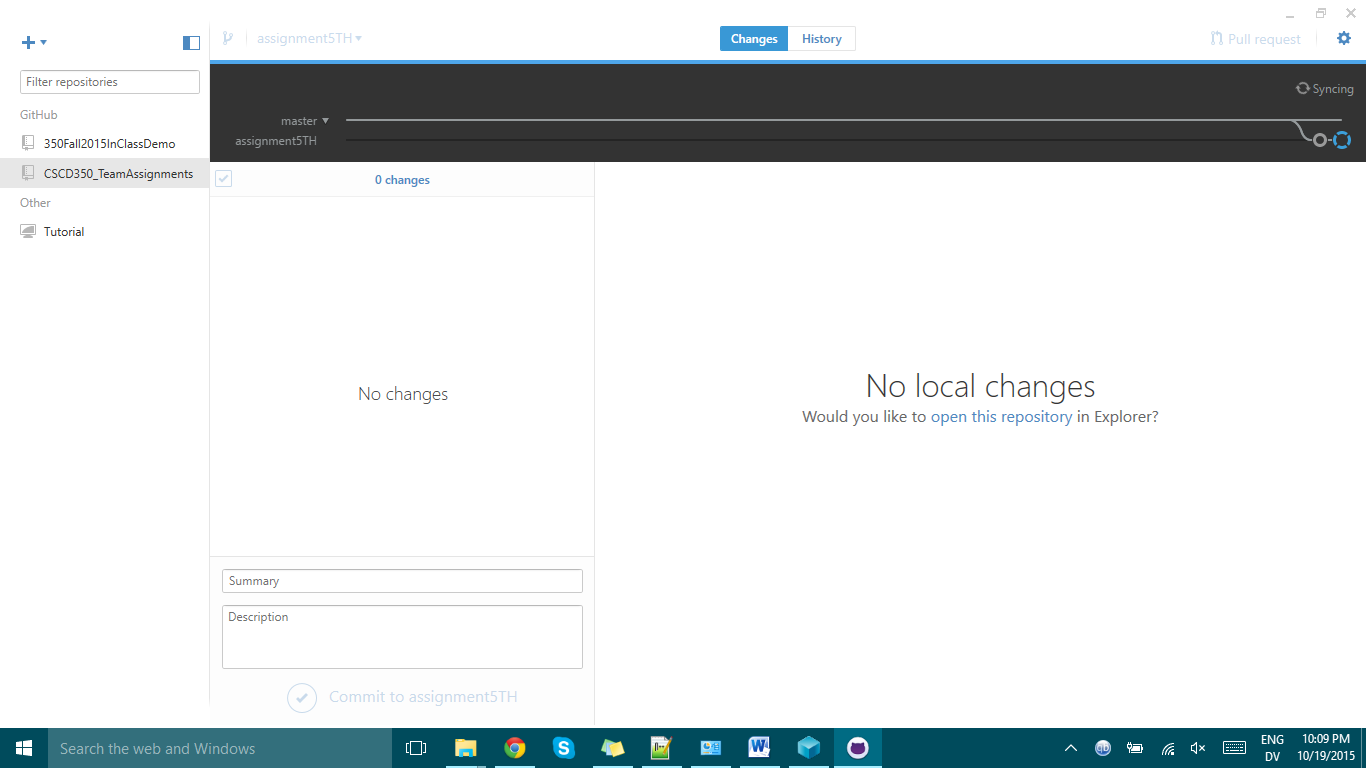 assignment5TH
Changes
History
Pull request
Filter repositories
GitHub
350Fall2015InClassDemo
CSCD350_TeamAssignments
Other
Tutorial
Syncing
master
assignment5TH
0 changes
No changes
No local changes
Would you like to open this repository in Explorer?
Summary
Description
Commit to assignment5TH
Search the web and Windows
ENG
DV
10:09 PM
10/19/2015